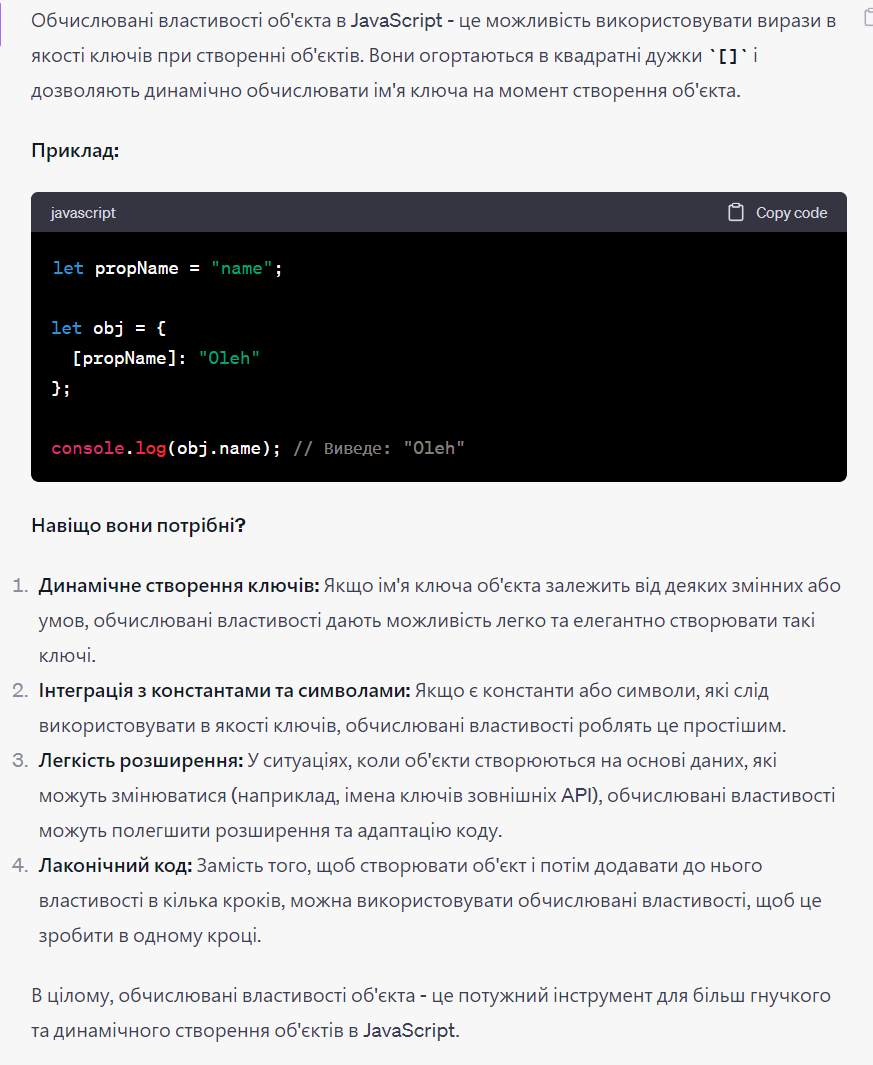 Обчислювані властивості об'єкта в JavaScript - це можливість використовувати вирази в
якості ключів при створенні об'єктів. Вони огортаються в квадратні дужки `[]` і
дозволяють динамічно обчислювати ім'я ключа на момент створення об'єкта.
Приклад:
javascript Copy code
let propName = "name";
let obj = {
[propName]: "Oleh"
};
console.log(obj.name); // Виведе: "Oleh"
Навіщо вони потрібні?
1. Динамічне створення ключів: Якщо ім'я ключа об'єкта залежить від деяких змінних або
умов, обчислювані властивості дають можливість легко та елегантно створювати такі
ключі.
2. Інтеграція з константами та символами: Якщо є константи або символи, які слід
використовувати в якості ключів, обчислювані властивості роблять це простішим.
3. Легкість розширення: У ситуаціях, коли об'єкти створюються на основі даних, які
можуть змінюватися (наприклад, імена ключів зовнішніх API), обчислювані властивості
можуть полегшити розширення та адаптацію коду.
4. Лаконічний код: Замість того, щоб створювати об'єкт і потім додавати до нього
властивості в кілька кроків, можна використовувати обчислювані властивості, щоб це
зробити в одному кроці.
В цілому, обчислювані властивості об'єкта - це потужний інструмент для більш гнучкого
та динамічного створення об'єктів в JavaScript.